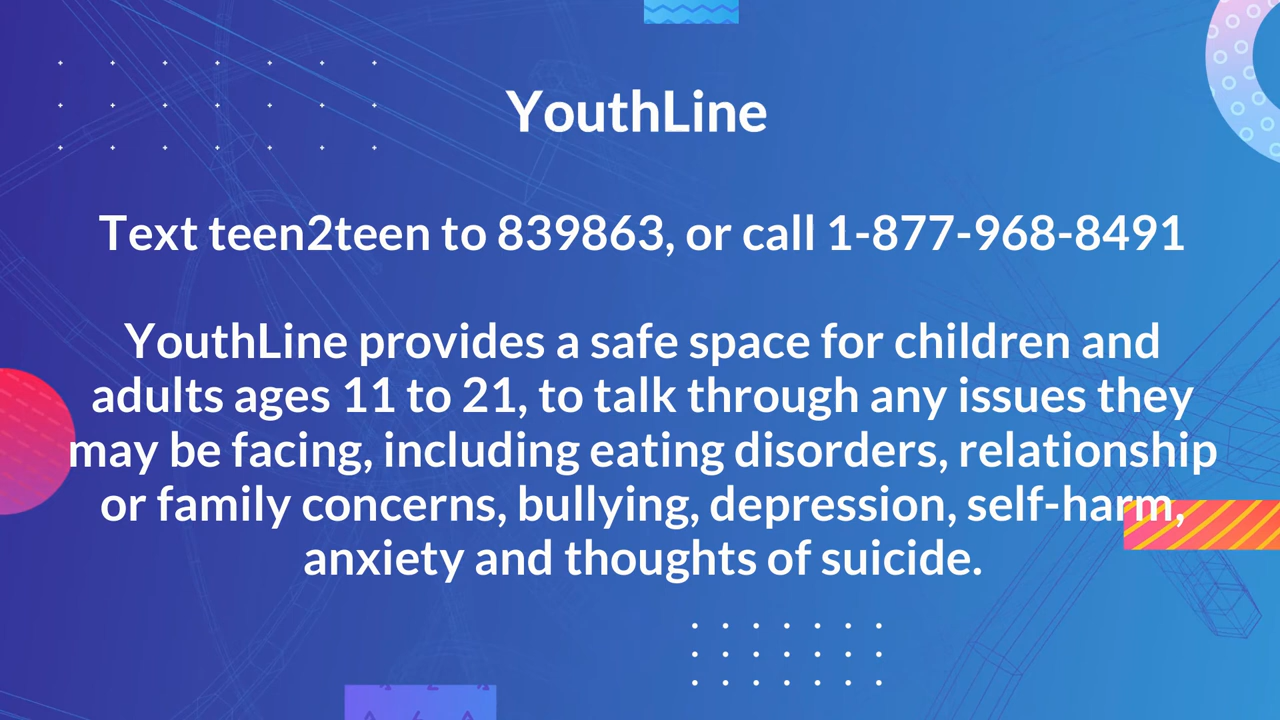 YouthLine
Text teen2teen to 839863, or call 1-877-968-8491
YouthLine provides a safe space for children and
adults ages 11 to 21, to talk through any issues they
may be facing, including eating disorders, relationship
or family concerns, bullying, depression, self-harm,
anxiety and thoughts of suicide.